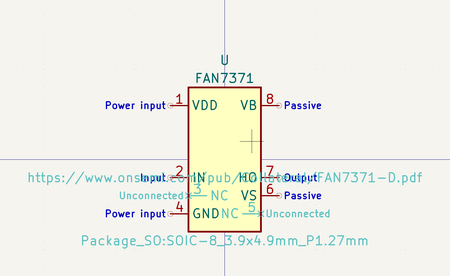 U
FAN7371
Power input 1 VDD VB 8 Passive
https://www.onsemi.com/pub/Collateral/FAN7371-D.pdf
Input 2 IN HO 7 Output
Unconnected 3 NC VS 6 Passive
Power input 4 GND NC 5 Unconnected
Package_SO:SOIC-8_3.9x4.9mm_P1.27mm